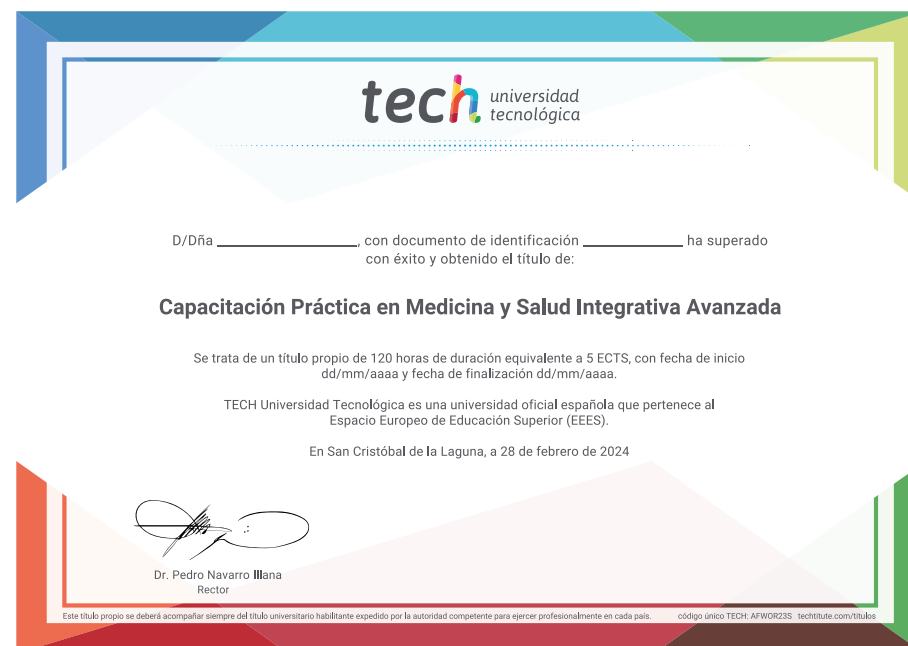 tech universidad
tecnológica
D/Dña ____________________, con documento de identificación ______________ ha superado
con éxito y obtenido el título de:
Capacitación Práctica en Medicina y Salud Integrativa Avanzada
Se trata de un título propio de 120 horas de duración equivalente a 5 ECTS, con fecha de inicio
dd/mm/aaaa y fecha de finalización dd/mm/aaaa.
TECH Universidad Tecnológica es una universidad oficial española que pertenece al
Espacio Europeo de Educación Superior (EEES).
En San Cristóbal de la Laguna, a 28 de febrero de 2024
Dr. Pedro Navarro Illana
Rector
Este título propio se deberá acompañar siempre del título universitario habilitante expedido por la autoridad competente para ejercer profesionalmente en cada país. código único TECH: AFWOR23S techtitute.com/titulos